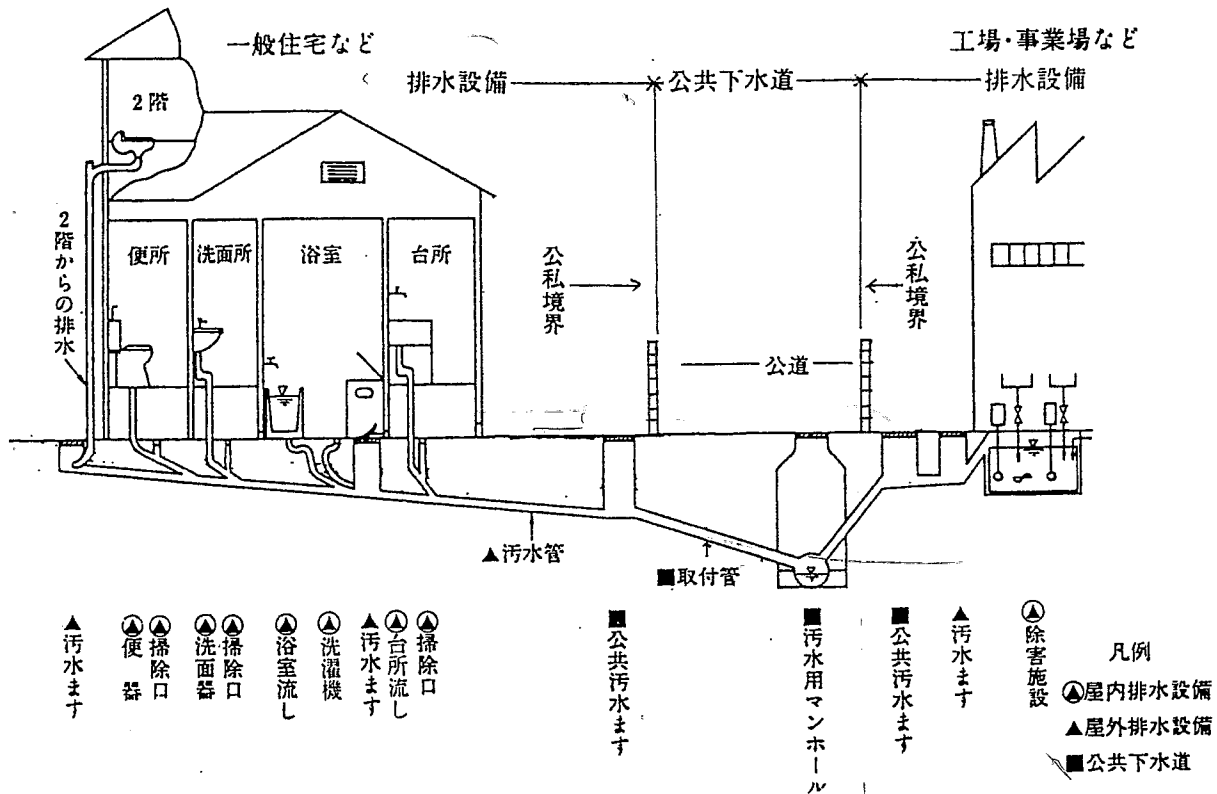 一般住宅など
工場・事業場など
排水設備
公共下水道
排水設備
2階
2階からの排水
便所
洗面所
浴室
台所
公私境界
公私境界
公道
▲汚水管
■取付管
▲汚水ます
便器
掃除口
洗面器
掃除口
浴室流し
洗濯機
▲汚水ます
台所流し
掃除口
■公共汚水ます
■汚水用マンホール
■公共汚水ます
▲汚水ます
除害施設
凡例
屋内排水設備
▲屋外排水設備
■公共下水道